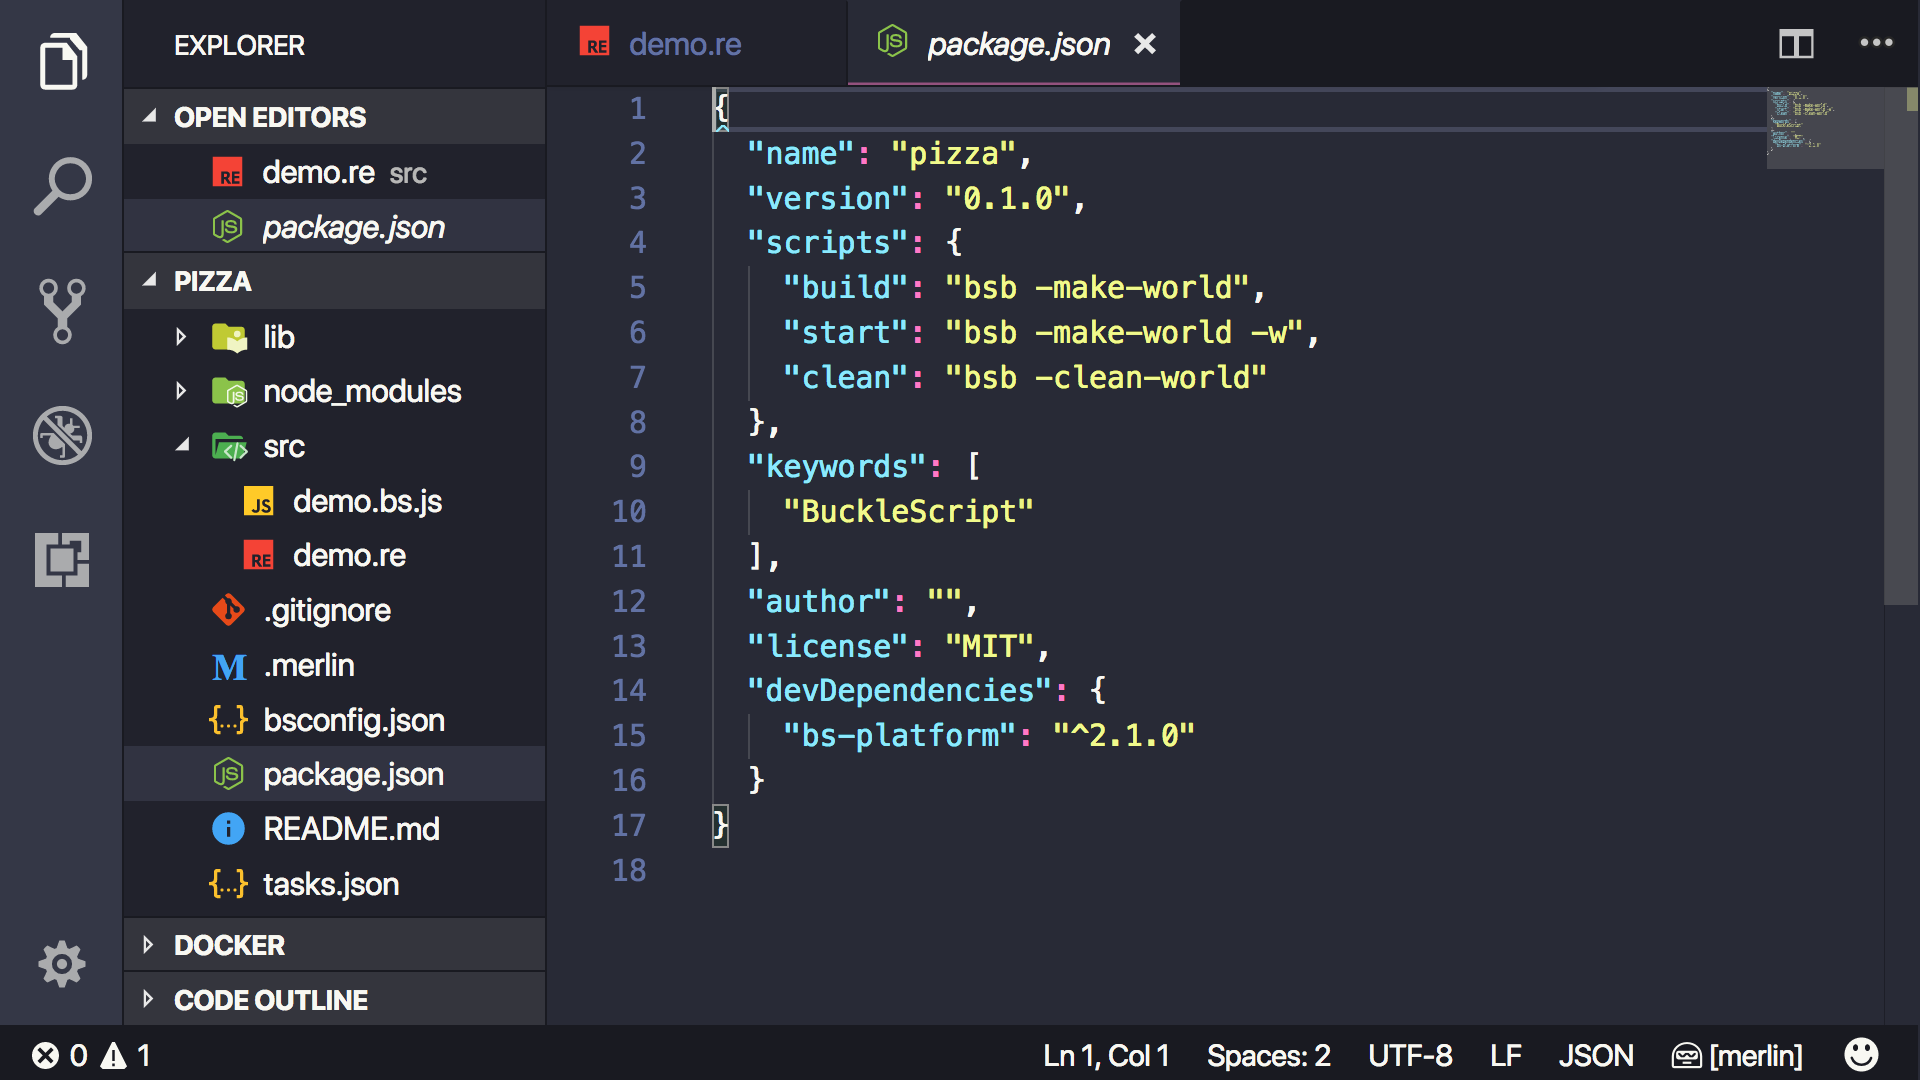 EXPLORER
OPEN EDITORS
RE demo.re src
JS package.json
PIZZA
lib
JS node_modules
</> src
JS demo.bs.js
RE demo.re
.gitignore
M .merlin
{...} bsconfig.json
JS package.json
i README.md
{...} tasks.json
DOCKER
CODE OUTLINE
RE demo.re
JS package.json ×
1 {
2 "name": "pizza",
3 "version": "0.1.0",
4 "scripts": {
5 "build": "bsb -make-world",
6 "start": "bsb -make-world -w",
7 "clean": "bsb -clean-world"
8 },
9 "keywords": [
10 "BuckleScript"
11 ],
12 "author": "",
13 "license": "MIT",
14 "devDependencies": {
15 "bs-platform": "^2.1.0"
16 }
17 }
18
0 1
Ln 1, Col 1 Spaces: 2 UTF-8 LF JSON [merlin]